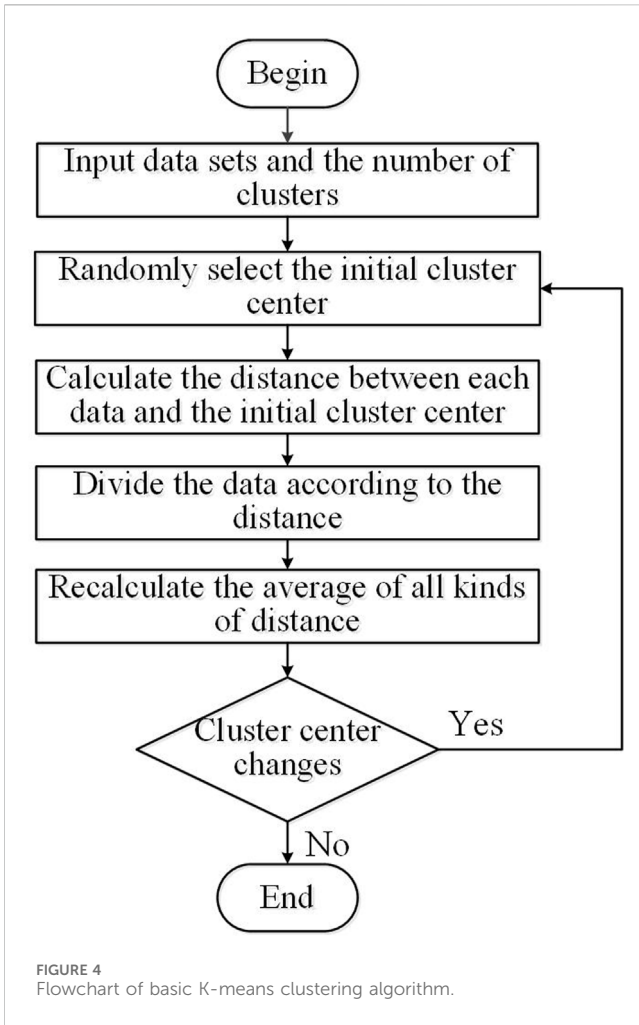 Begin
Input data sets and the number of
clusters
Randomly select the initial cluster
center
Calculate the distance between each
data and the initial cluster center
Divide the data according to the
distance
Recalculate the average of all kinds
of distance
Cluster center
changes
Yes
No
End
FIGURE 4
Flowchart of basic K-means clustering algorithm.